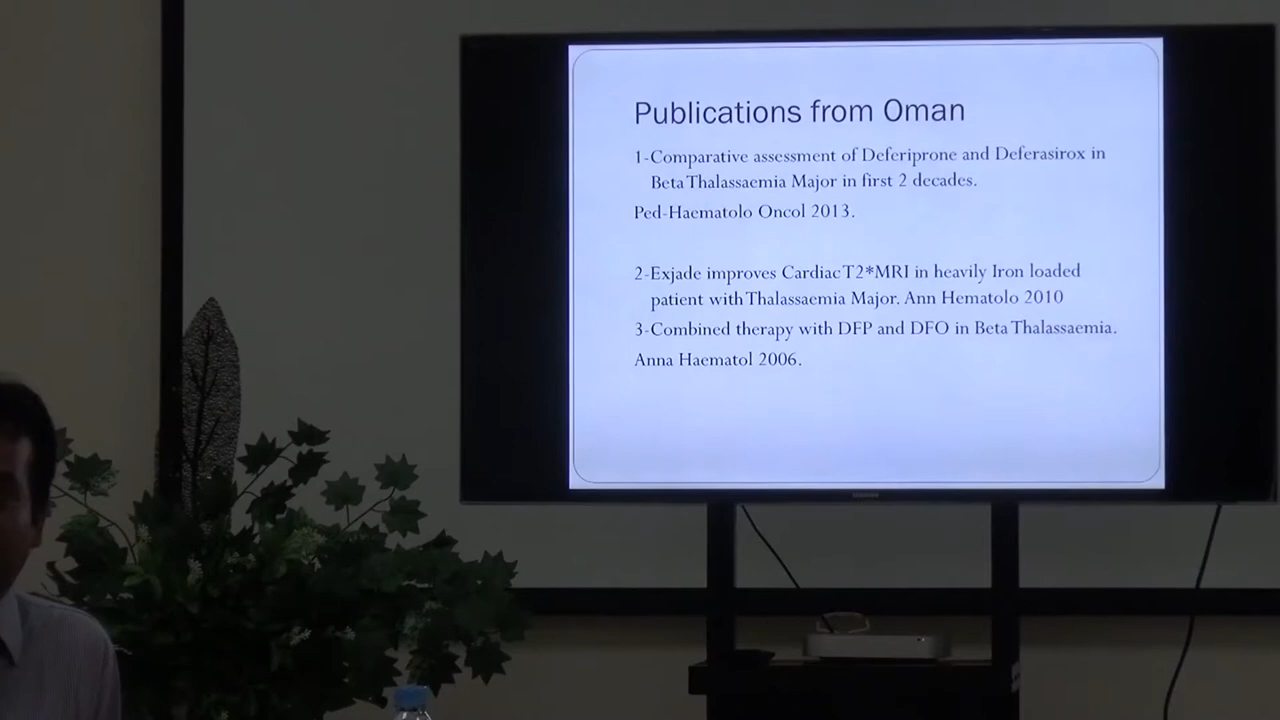 Publications from Oman
1-Comparative assessment of Deferiprone and Deferasirox in
Beta Thalassaemia Major in first 2 decades.
Ped-Haematolo Oncol 2013.
2-Exjade improves Cardiac T2*MRI in heavily Iron loaded
patient with Thalassaemia Major. Ann Hematolo 2010
3-Combined therapy with DFP and DFO in Beta Thalassaemia.
Anna Haematol 2006.